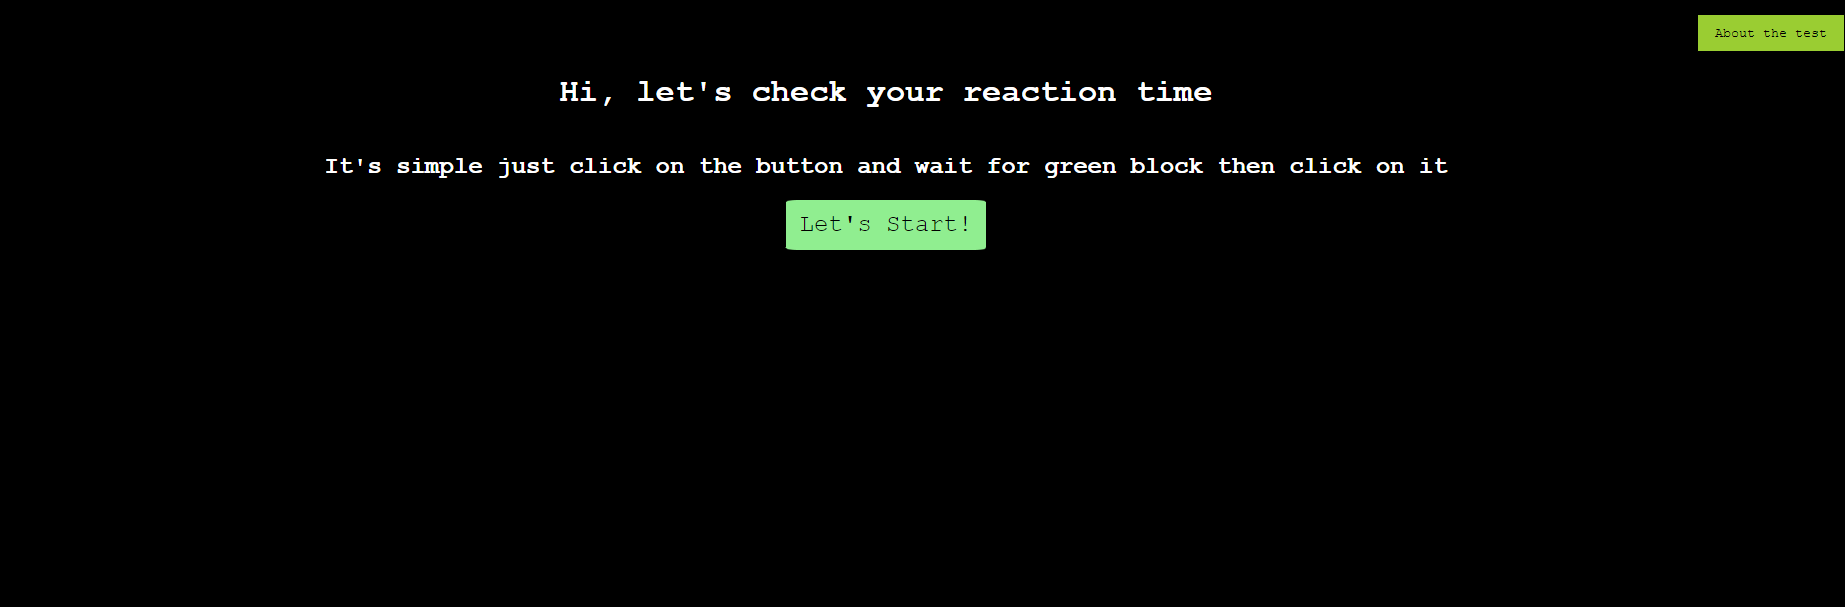 About the test
Hi, let's check your reaction time
It's simple just click on the button and wait for green block then click on it
Let's Start!